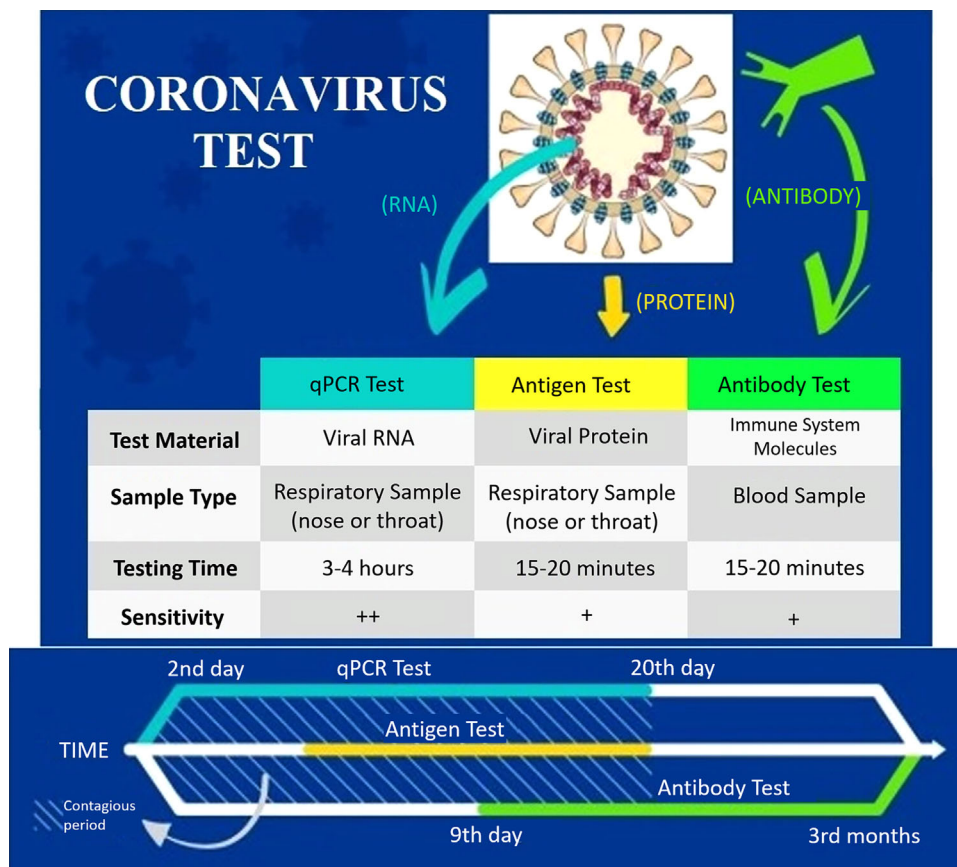 CORONAVIRUS
TEST
(RNA)
(ANTIBODY)
(PROTEIN)
qPCR Test
Antigen Test
Antibody Test
Test Material
Viral RNA
Viral Protein
Immune System
Molecules
Sample Type
Respiratory Sample
(nose or throat)
Respiratory Sample
(nose or throat)
Blood Sample
Testing Time
3-4 hours
15-20 minutes
15-20 minutes
Sensitivity
++
+
+
2nd day
qPCR Test
20th day
Antigen Test
TIME
Antibody Test
Contagious
period
9th day
3rd months